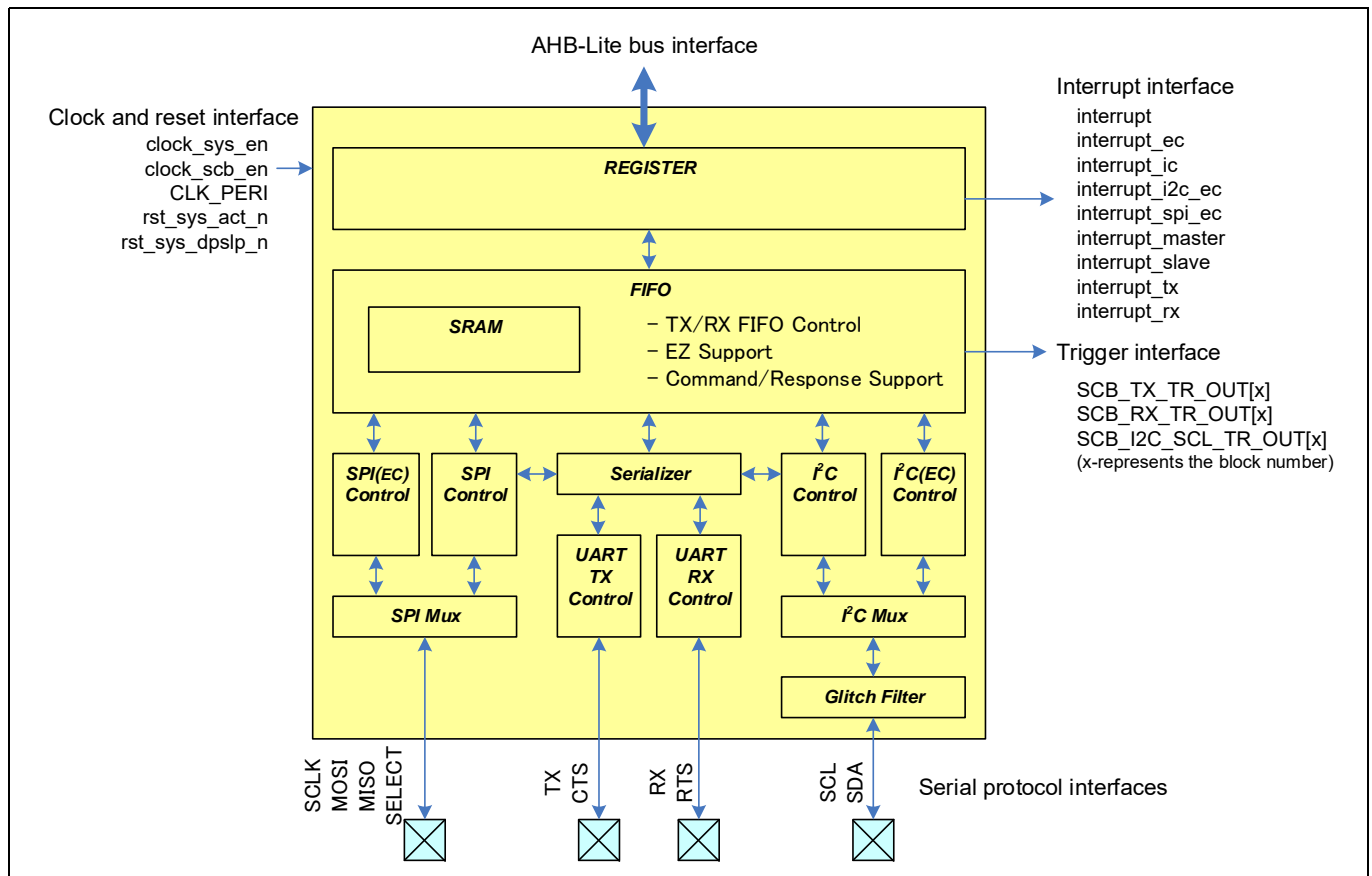 AHB-Lite bus interface
Clock and reset interface
clock_sys_en
clock_scb_en
CLK_PERI
rst_sys_act_n
rst_sys_dpslp_n
REGISTER
Interrupt interface
interrupt
interrupt_ec
interrupt_ic
interrupt_i2c_ec
interrupt_spi_ec
interrupt_master
interrupt_slave
interrupt_tx
interrupt_rx
FIFO
SRAM
– TX/RX FIFO Control
– EZ Support
– Command/Response Support
Trigger interface
SCB_TX_TR_OUT[x]
SCB_RX_TR_OUT[x]
SCB_I2C_SCL_TR_OUT[x]
(x-represents the block number)
SPI(EC)
Control
SPI
Control
Serializer
I²C
Control
I²C(EC)
Control
UART
TX
Control
UART
RX
Control
SPI Mux
I²C Mux
Glitch Filter
SCLK
MOSI
MISO
SELECT
TX
CTS
RX
RTS
SCL
SDA
Serial protocol interfaces